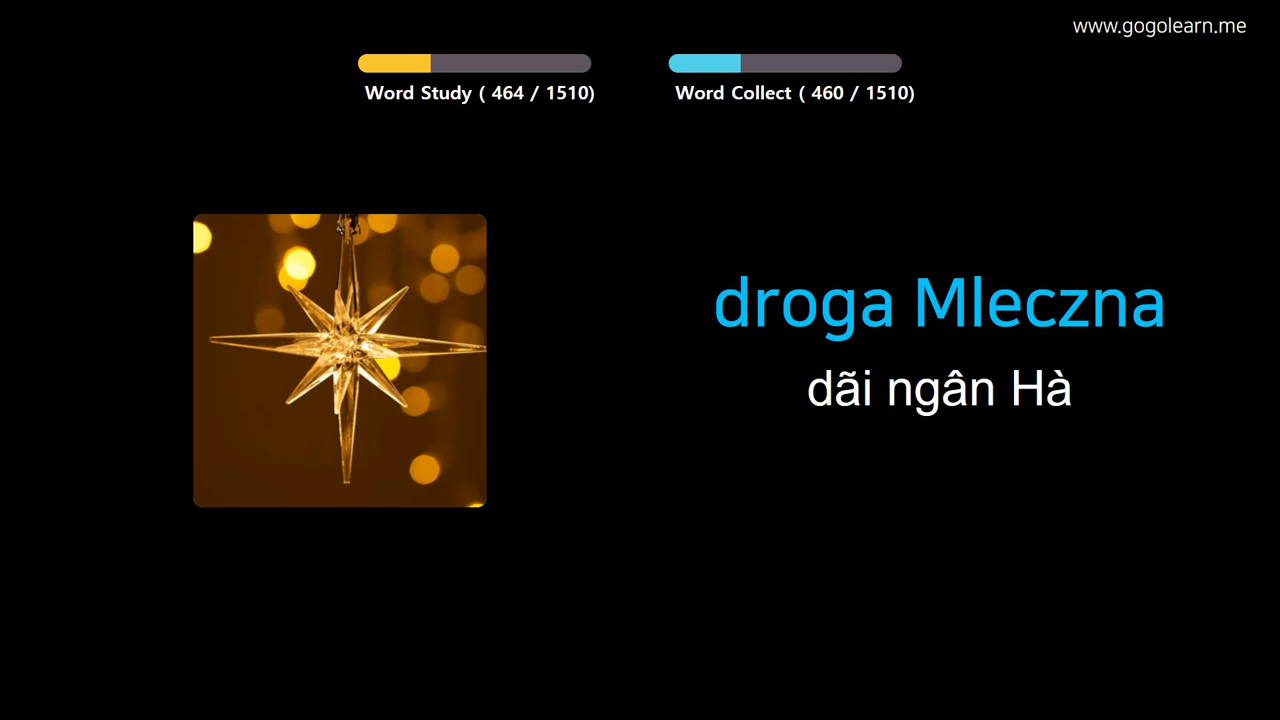 www.gogolearn.me
Word Study ( 464 / 1510)
Word Collect ( 460 / 1510)
droga Mleczna
dãi ngân Hà